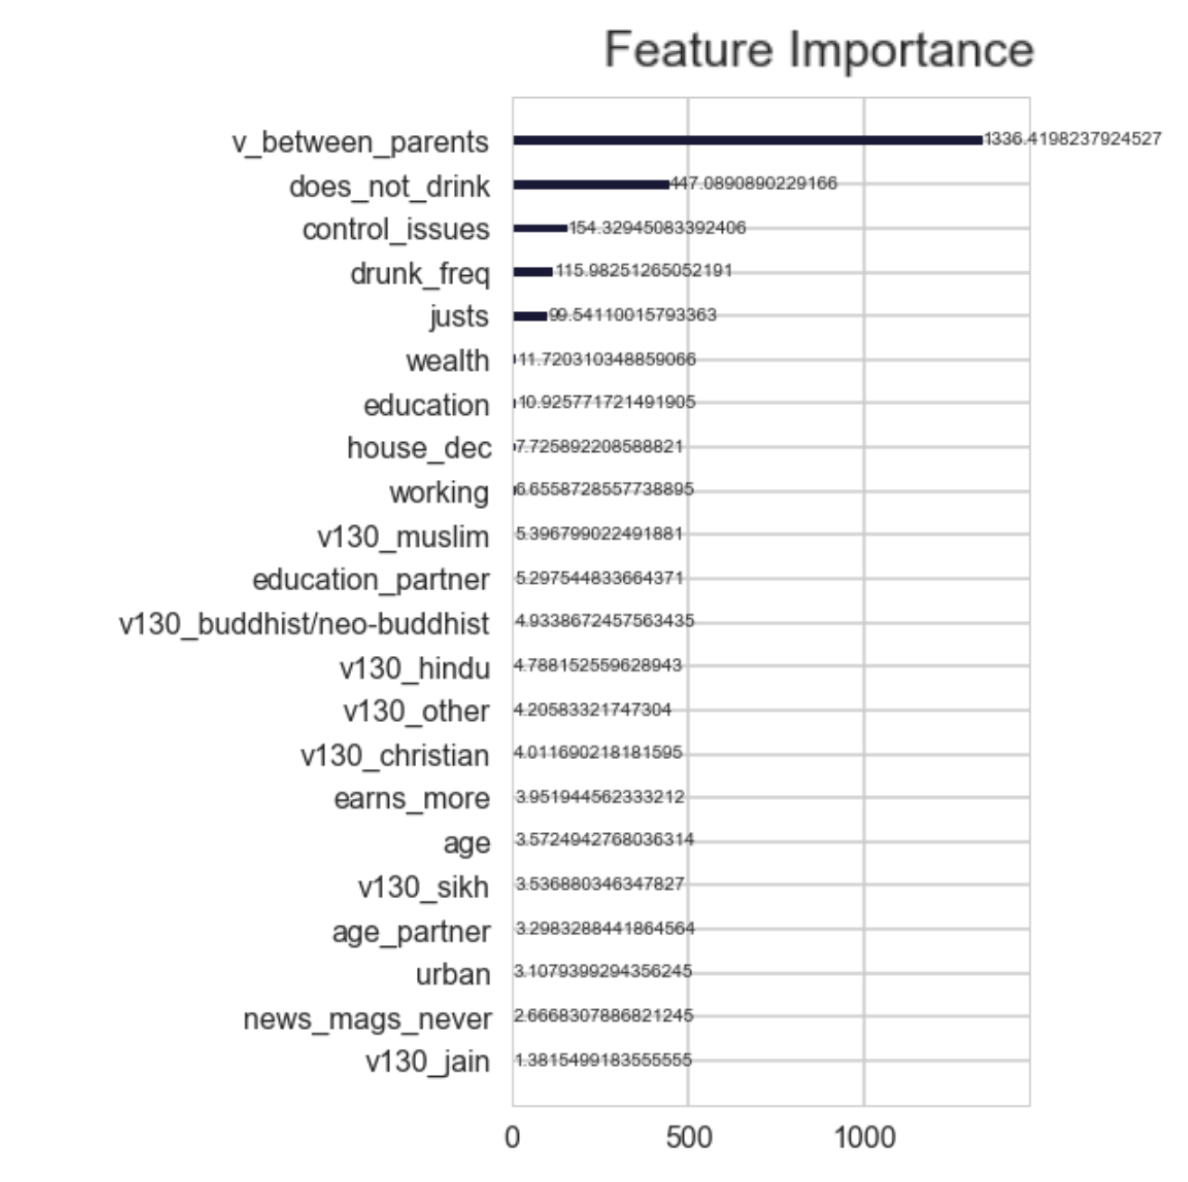 Feature Importance
v_between_parents 1336.4198237924527
does_not_drink 447.0890890229166
control_issues 154.32945083392406
drunk_freq 115.98251265052191
justs 99.54110015793363
wealth 11.720310348859066
education 10.925771721491905
house_dec 7.725892208588821
working 6.6558728557738895
v130_muslim 5.396799022491881
education_partner 5.297544833664371
v130_buddhist/neo-buddhist 4.9338672457563435
v130_hindu 4.788152559628943
v130_other 4.20583321747304
v130_christian 4.011690218181595
earns_more 3.951944562333212
age 3.5724942768036314
v130_sikh 3.536880346347827
age_partner 3.2983288441864564
urban 3.1079399294356245
news_mags_never 2.6668307886821245
v130_jain 1.3815499183555555
0 500 1000